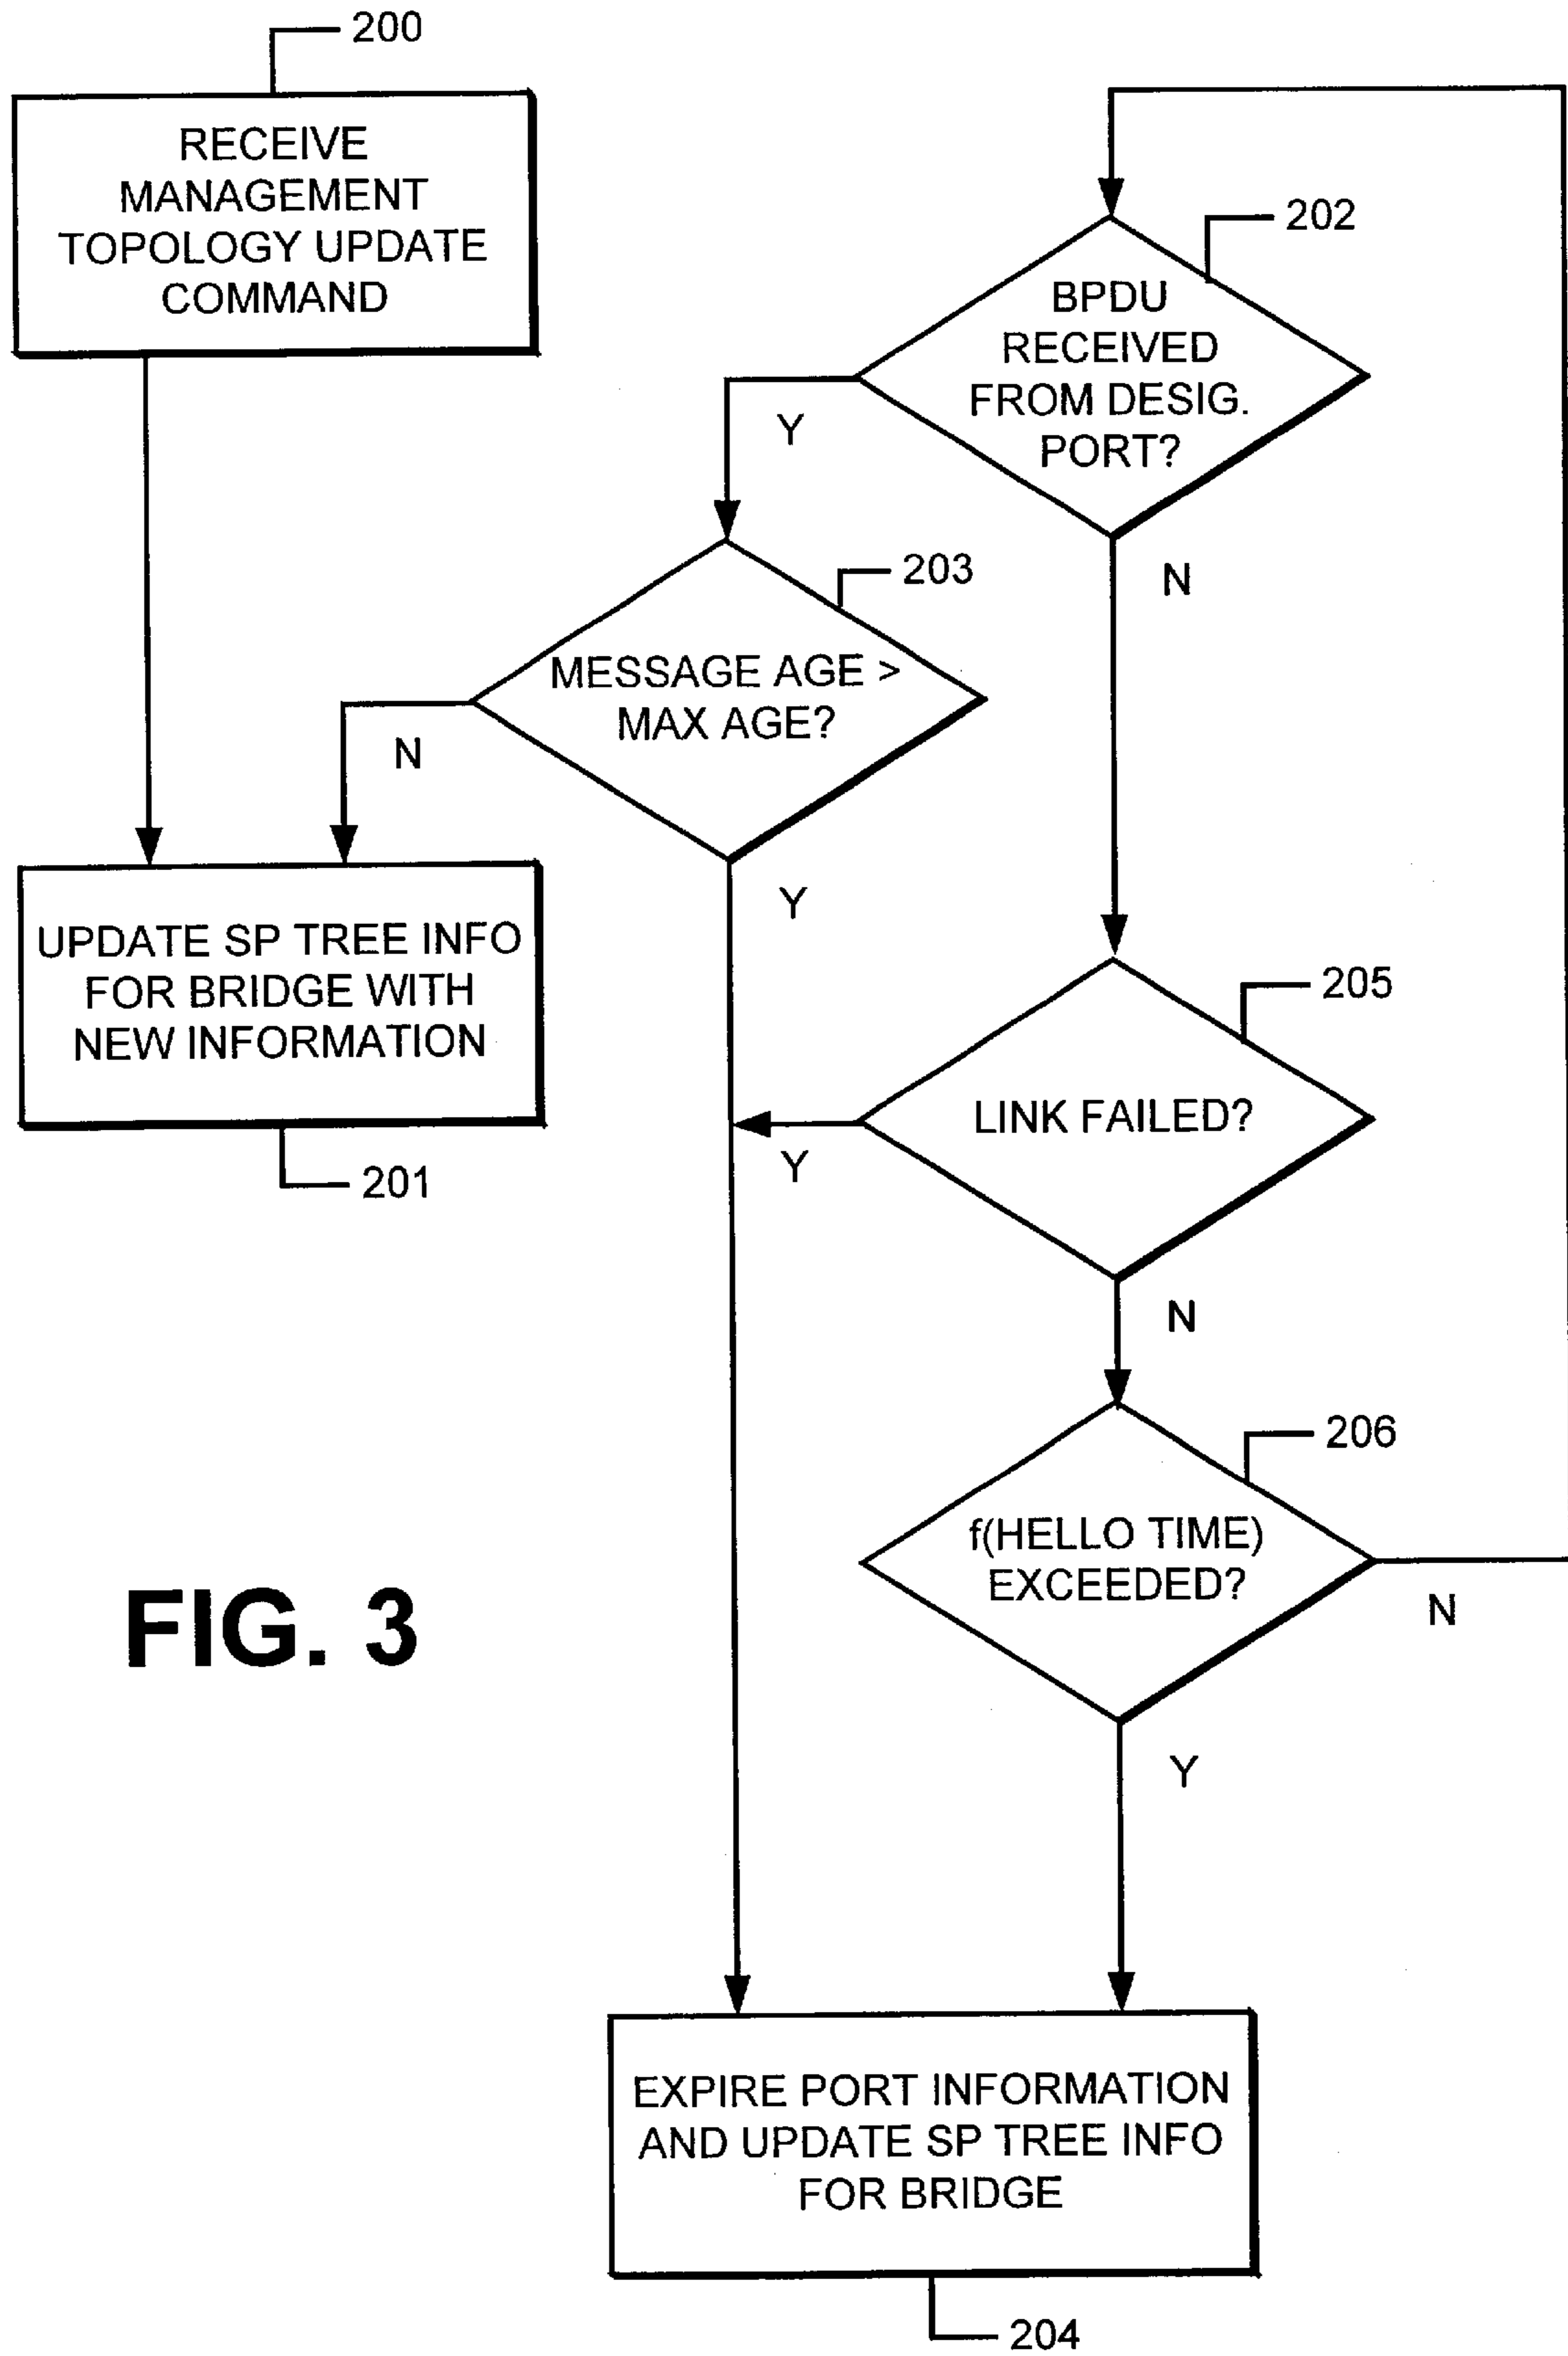 200
RECEIVE
MANAGEMENT
TOPOLOGY UPDATE
COMMAND
202
BPDU
RECEIVED
FROM DESIG.
PORT?
Y
N
203
MESSAGE AGE >
MAX AGE?
N
Y
UPDATE SP TREE INFO
FOR BRIDGE WITH
NEW INFORMATION
201
205
LINK FAILED?
Y
N
206
f(HELLO TIME)
EXCEEDED?
N
Y
FIG. 3
EXPIRE PORT INFORMATION
AND UPDATE SP TREE INFO
FOR BRIDGE
204